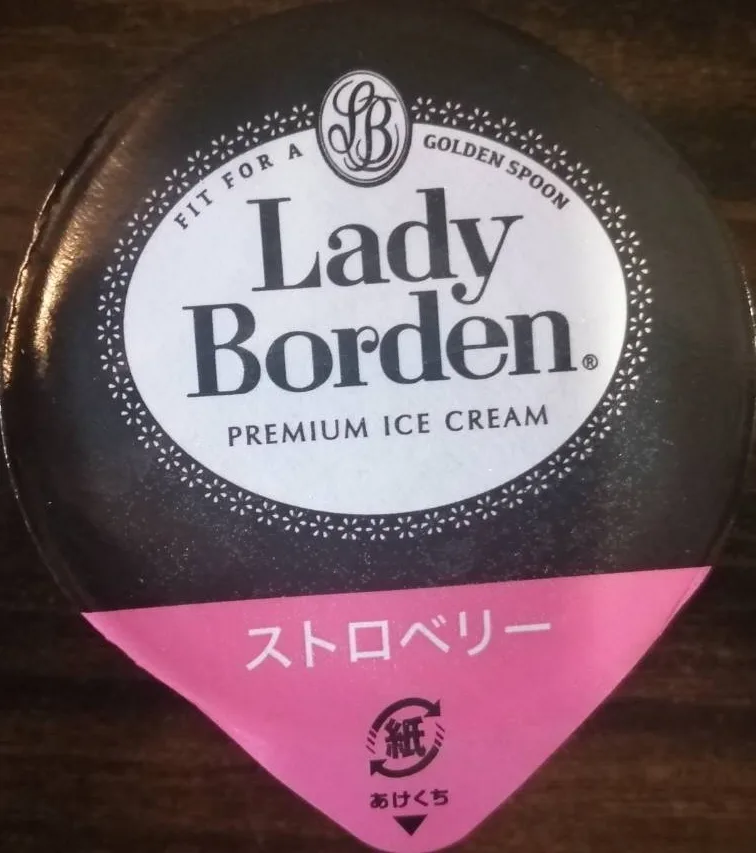 LB
FIT FOR A GOLDEN SPOON
Lady
Borden®
PREMIUM ICE CREAM
ストロベリー
紙
あけくち